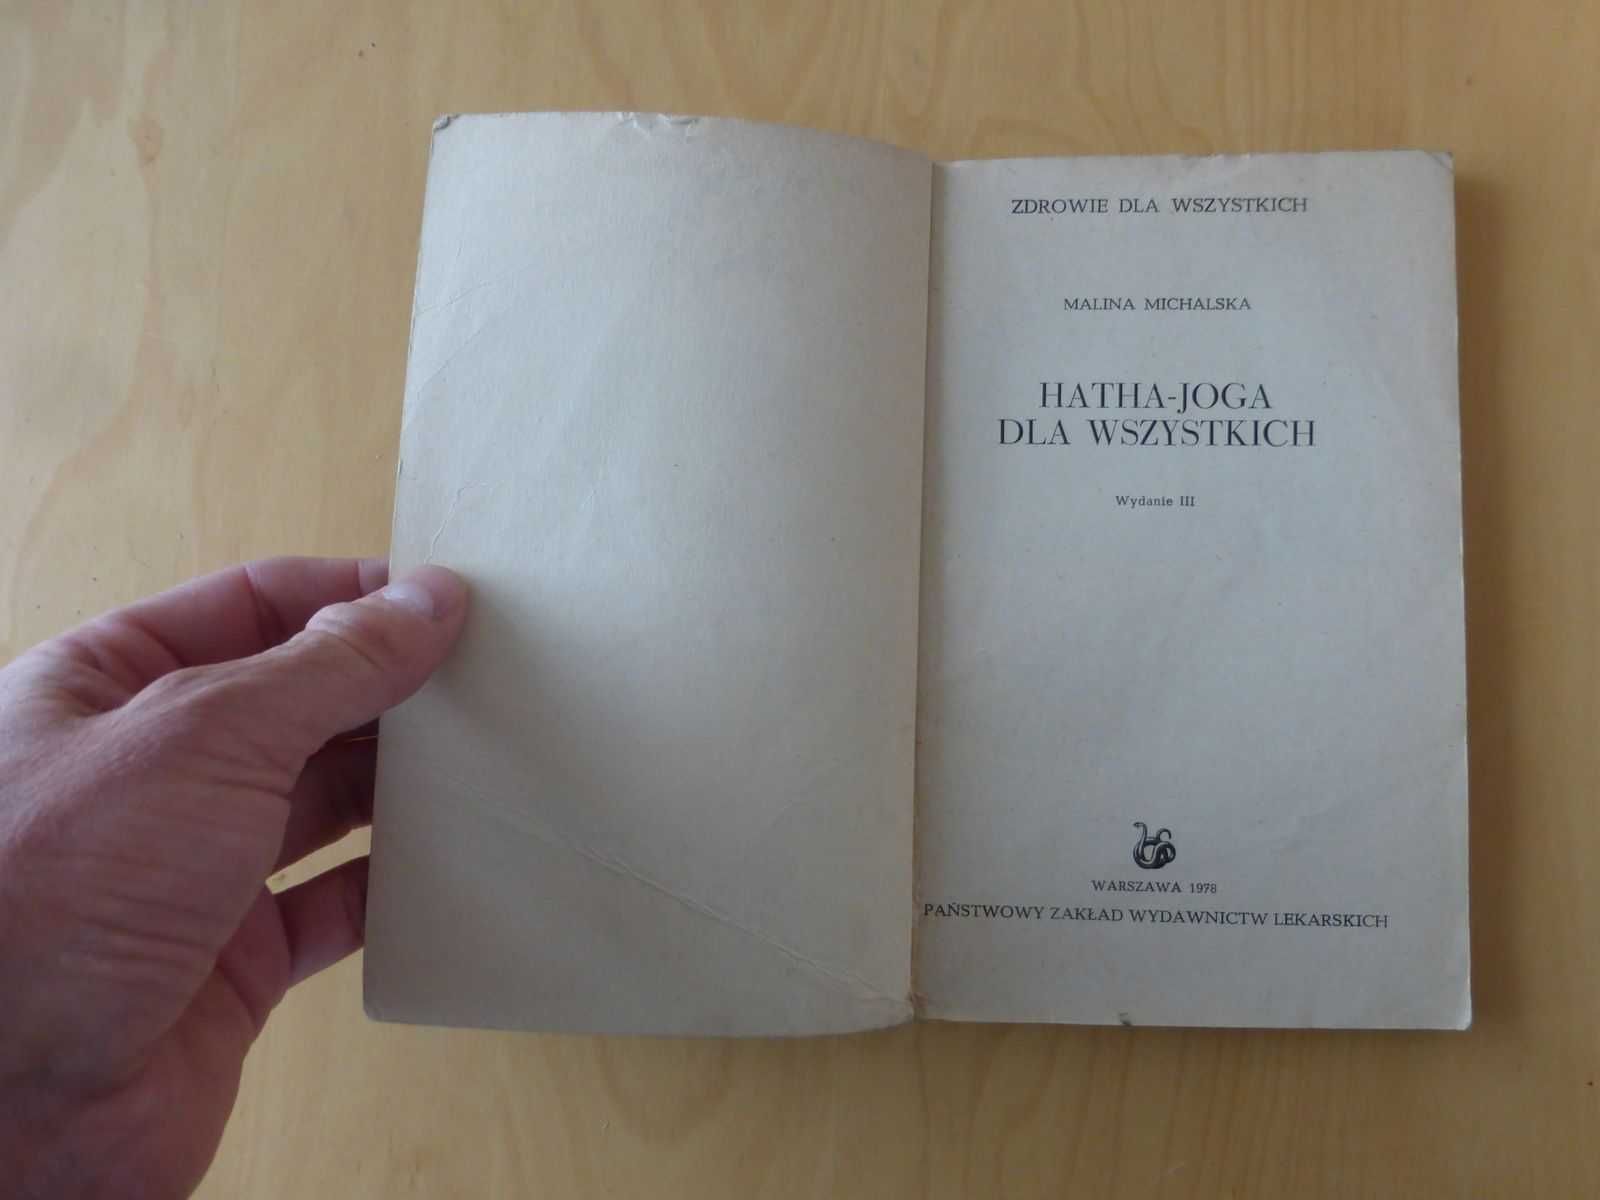 ZDROWIE DLA WSZYSTKICH
MALINA MICHALSKA
HATHA-JOGA
DLA WSZYSTKICH
Wydanie III
WARSZAWA 1978
PAŃSTWOWY ZAKŁAD WYDAWNICTW LEKARSKICH